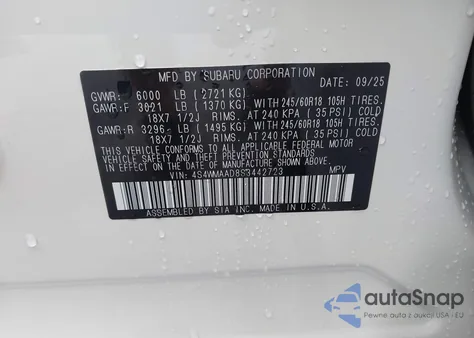 MFD BY SUBARU CORPORATION 09/25
GVWR: 6000 LB (2721 KG)
GAWR:F 3021 LB (1370 KG) WITH 245/60R18 105H TIRES.
18X7 1/2J RIMS. AT 240 KPA (35 PSI) COLD
GAWR:R 3296 LB (1495 KG) WITH 245/60R18 105H TIRES.
18X7 1/2J RIMS. AT 240 KPA (35 PSI) COLD
THIS VEHICLE CONFORMS TO ALL APPLICABLE FEDERAL MOTOR
VEHICLE SAFETY, BUMPER, AND THEFT PREVENTION STANDARDS
IN EFFECT ON THE DATE OF MANUFACTURE SHOWN ABOVE.
VIN: 4S4WMAAD8S3442723 MPV
ASSEMBLED BY SIA INC. MADE IN U.S.A.
autoSnap
Pewne auta z USA i EU